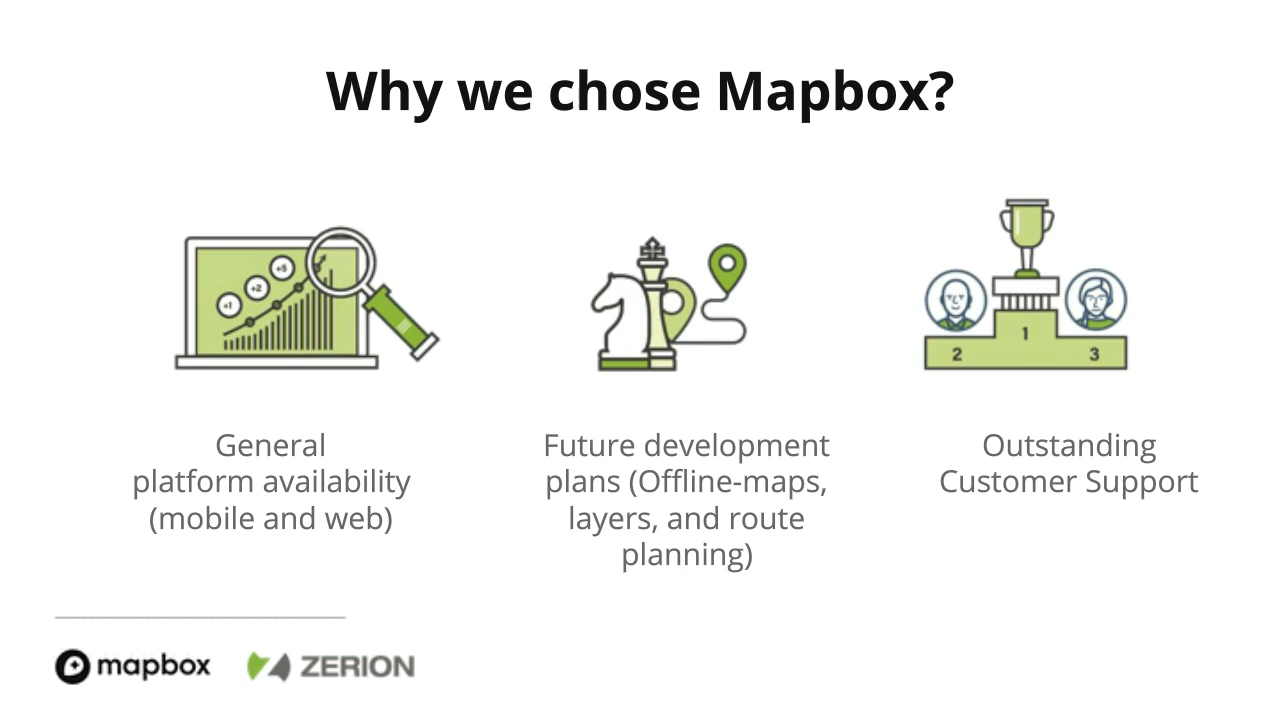 Why we chose Mapbox?
+1
+2
+5
1
2
3
General
platform availability
(mobile and web)
Future development
plans (Offline-maps,
layers, and route
planning)
Outstanding
Customer Support
mapbox
ZERION